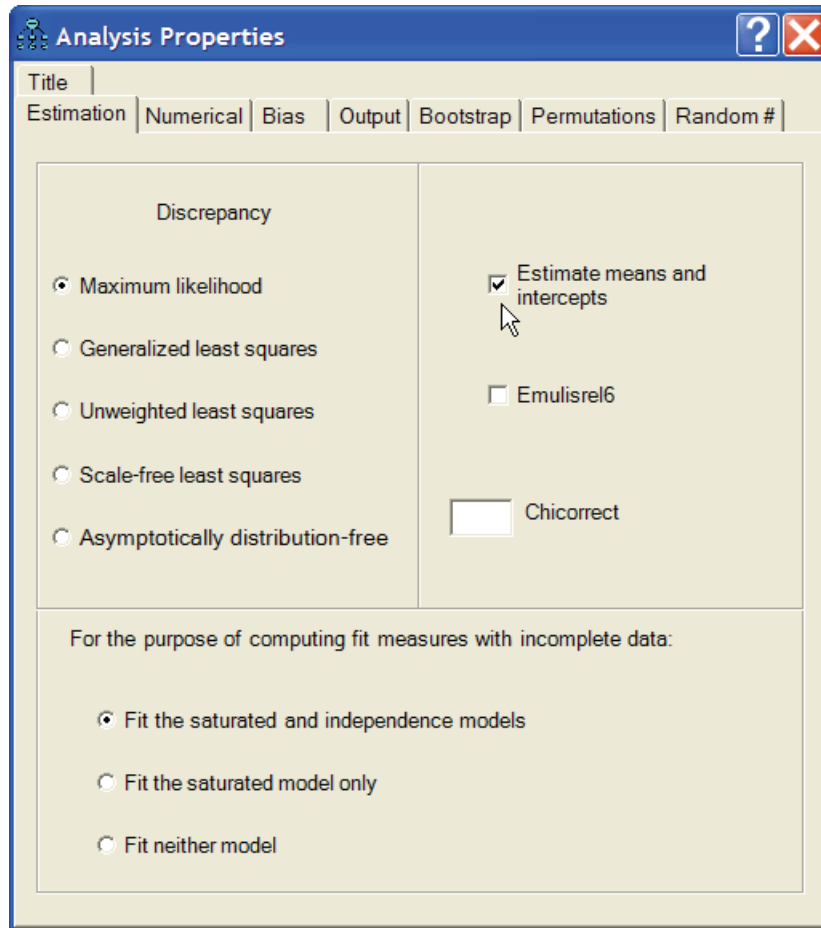 Analysis Properties
Title
Estimation Numerical Bias Output Bootstrap Permutations Random #
Discrepancy
Maximum likelihood
Generalized least squares
Unweighted least squares
Scale-free least squares
Asymptotically distribution-free
Estimate means and
intercepts
Emulisrel6
Chicorrect
For the purpose of computing fit measures with incomplete data:
Fit the saturated and independence models
Fit the saturated model only
Fit neither model